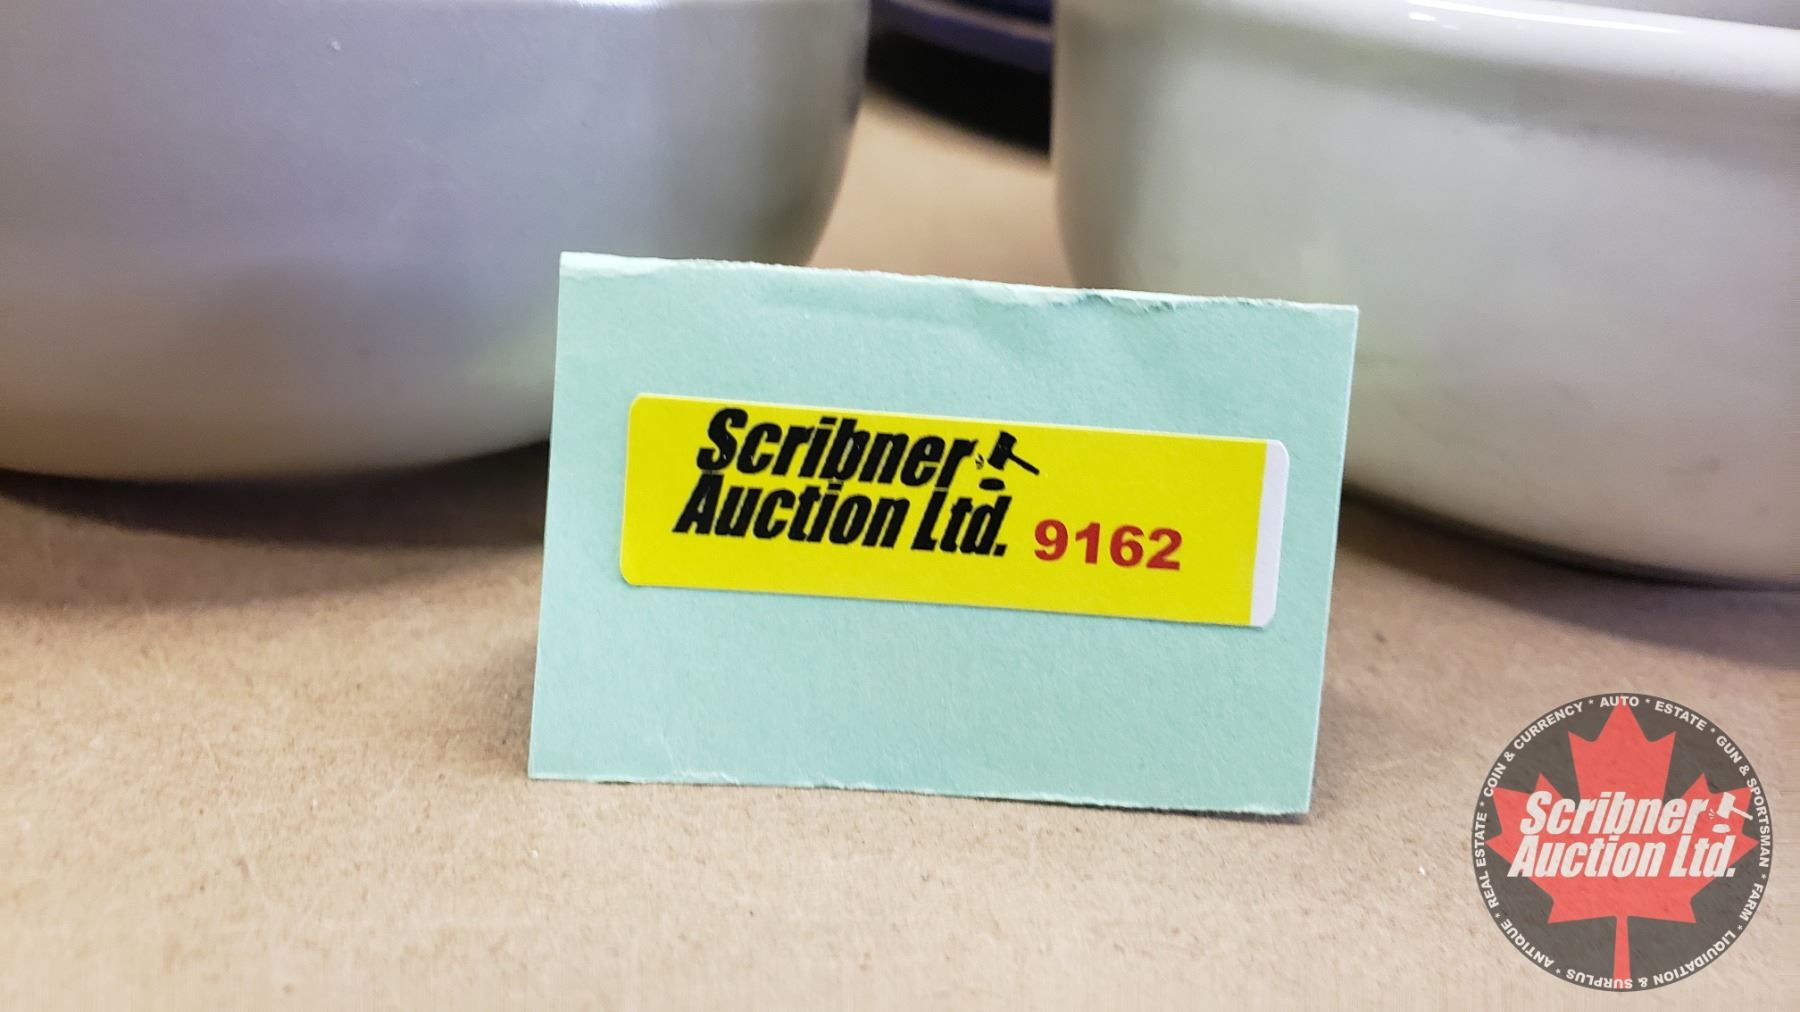 Scribner
Auction Ltd. 9162
COIN & CURRENCY * AUTO * ESTATE * GUN & SPORTSMAN * FARM * LIQUIDATION & SURPLUS * ANTIQUE * REAL ESTATE *
Scribner
Auction Ltd.